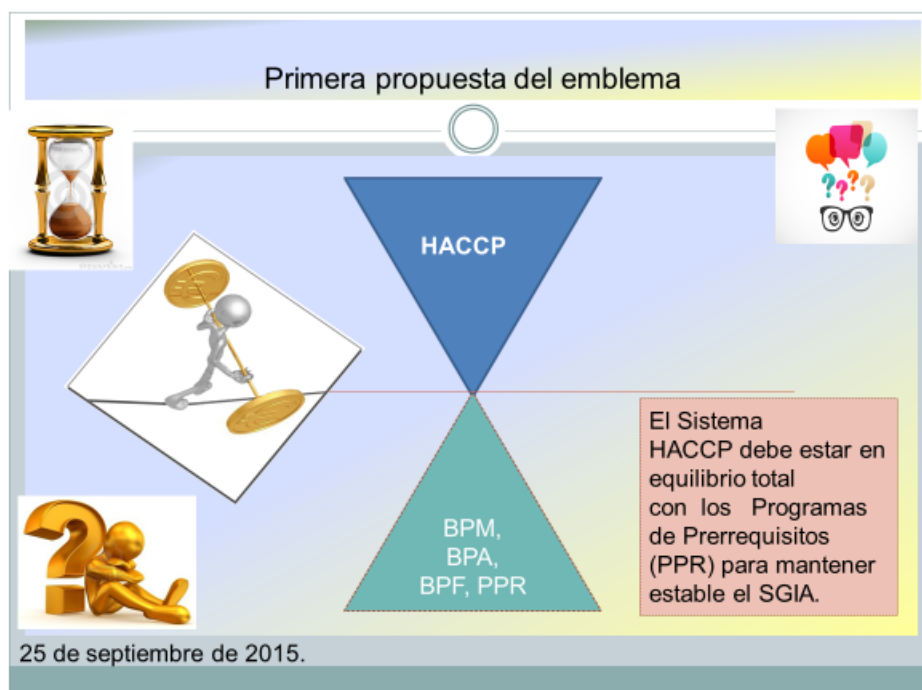 Primera propuesta del emblema
HACCP
El Sistema
HACCP debe estar en
equilibrio total
con los Programas
de Prerrequisitos
(PPR) para mantener
estable el SGIA.
BPM,
BPA,
BPF, PPR
25 de septiembre de 2015.